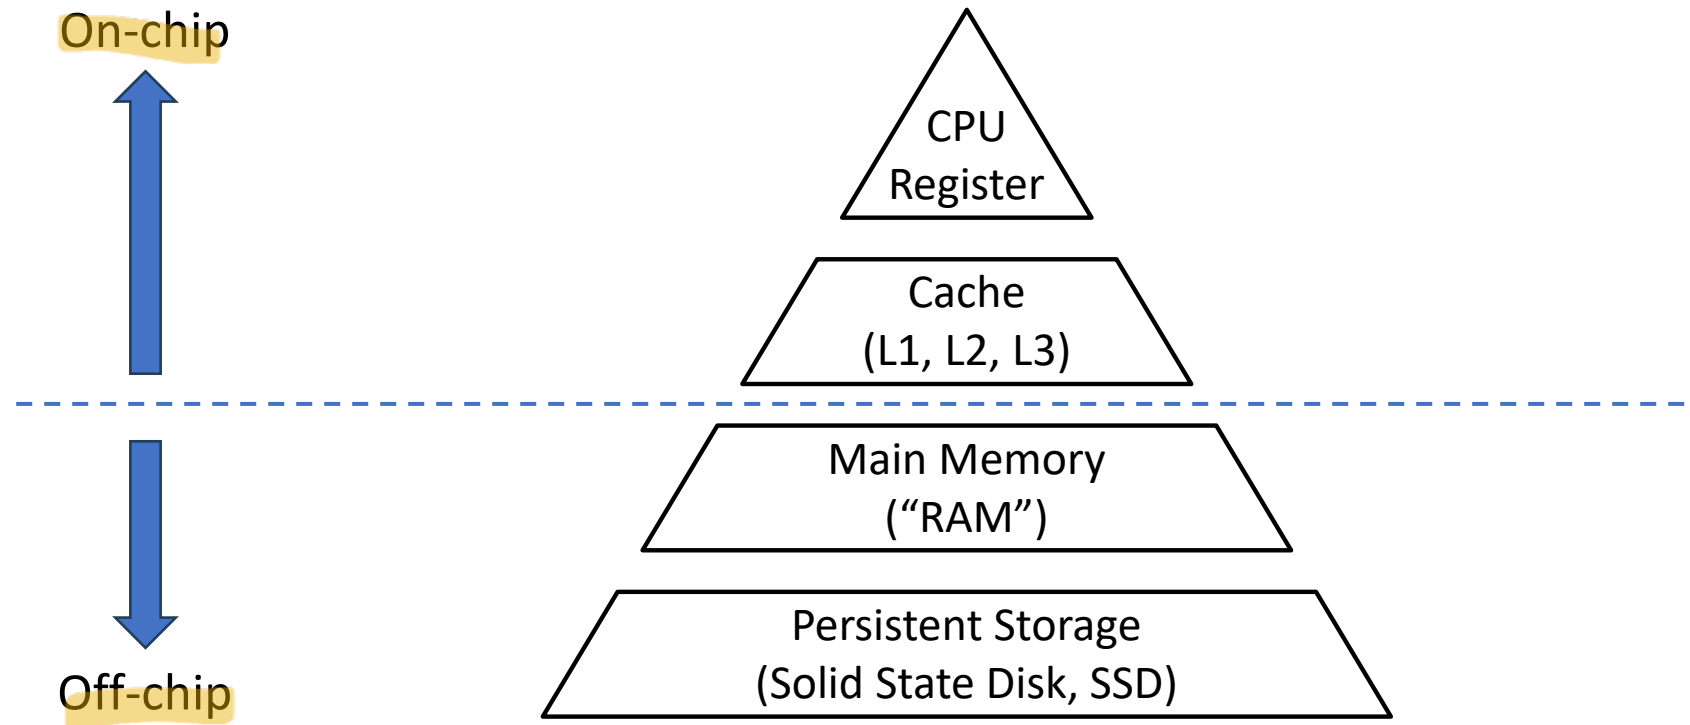 On-chip
CPU
Register
Cache
(L1, L2, L3)
Main Memory
(“RAM”)
Persistent Storage
(Solid State Disk, SSD)
Off-chip